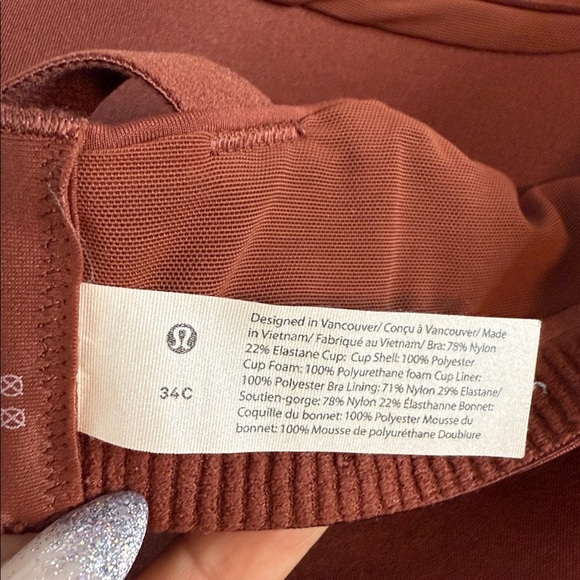 34C
Designed in Vancouver/ Conçu à Vancouver/ Made
in Vietnam/ Fabriqué au Vietnam/ Bra: 78% Nylon
22% Elastane Cup: Cup Shell: 100% Polyester
Cup Foam: 100% Polyurethane foam Cup Liner:
100% Polyester Bra Lining: 71% Nylon 29% Elastane/
Soutien-gorge: 78% Nylon 22% Élasthanne Bonnet:
Coquille du bonnet: 100% Polyester Mousse du
bonnet: 100% Mousse de polyuréthane Doublure